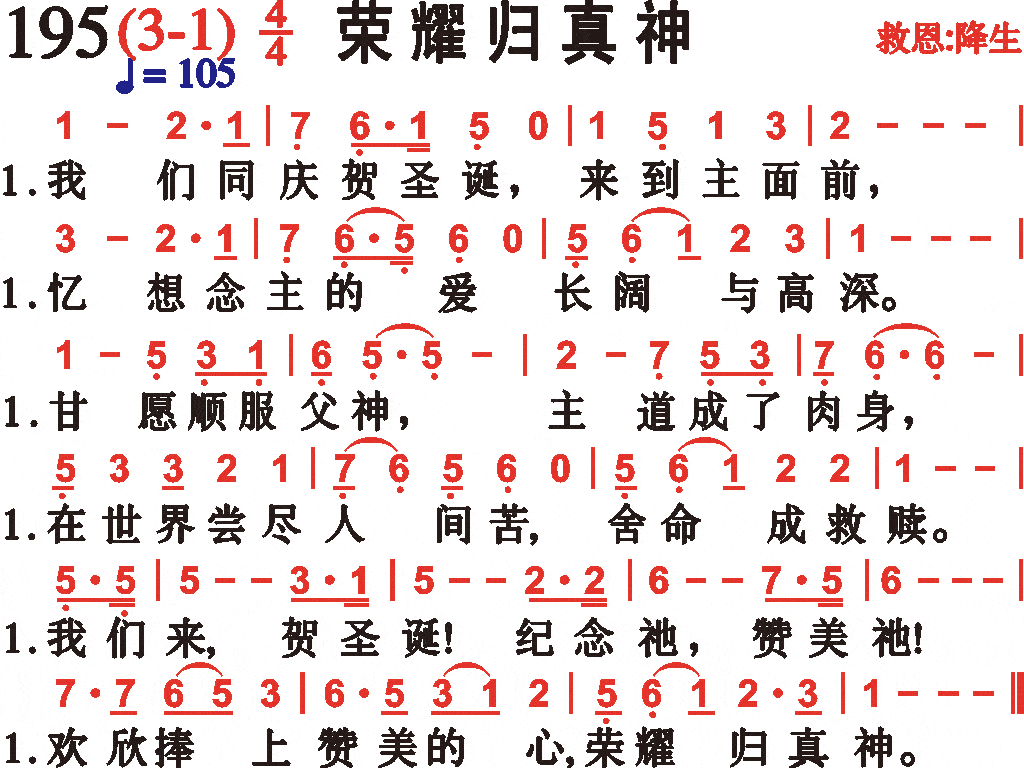 195 (3-1) 4/4 荣耀归真神 救恩:降生
♩= 105
1 - 2·1 | 7 6·1 5 0 | 1 5 1 3 | 2 - - - |
1.我 们同庆贺圣诞，来到主面前，
3 - 2·1 | 7 6·5 6 0 | 5 6 1 2 3 | 1 - - - |
1.忆 想念主的 爱 长阔 与高深。
1 - 5 3 1 | 6 5·5 - | 2 - 7 5 3 | 7 6·6 - |
1.甘 愿顺服父神， 主 道成了肉身，
5 3 3 2 1 | 7 6 5 6 0 | 5 6 1 2 2 | 1 - - |
1.在世界尝尽人 间苦, 舍命 成救赎。
5·5 | 5 - - 3·1 | 5 - - 2·2 | 6 - - 7·5 | 6 - - - |
1.我们来, 贺圣诞! 纪念祂，赞美祂!
7·7 6 5 3 | 6·5 3 1 2 | 5 6 1 2·3 | 1 - - - ‖
1.欢欣捧 上赞美的 心,荣耀 归真神。